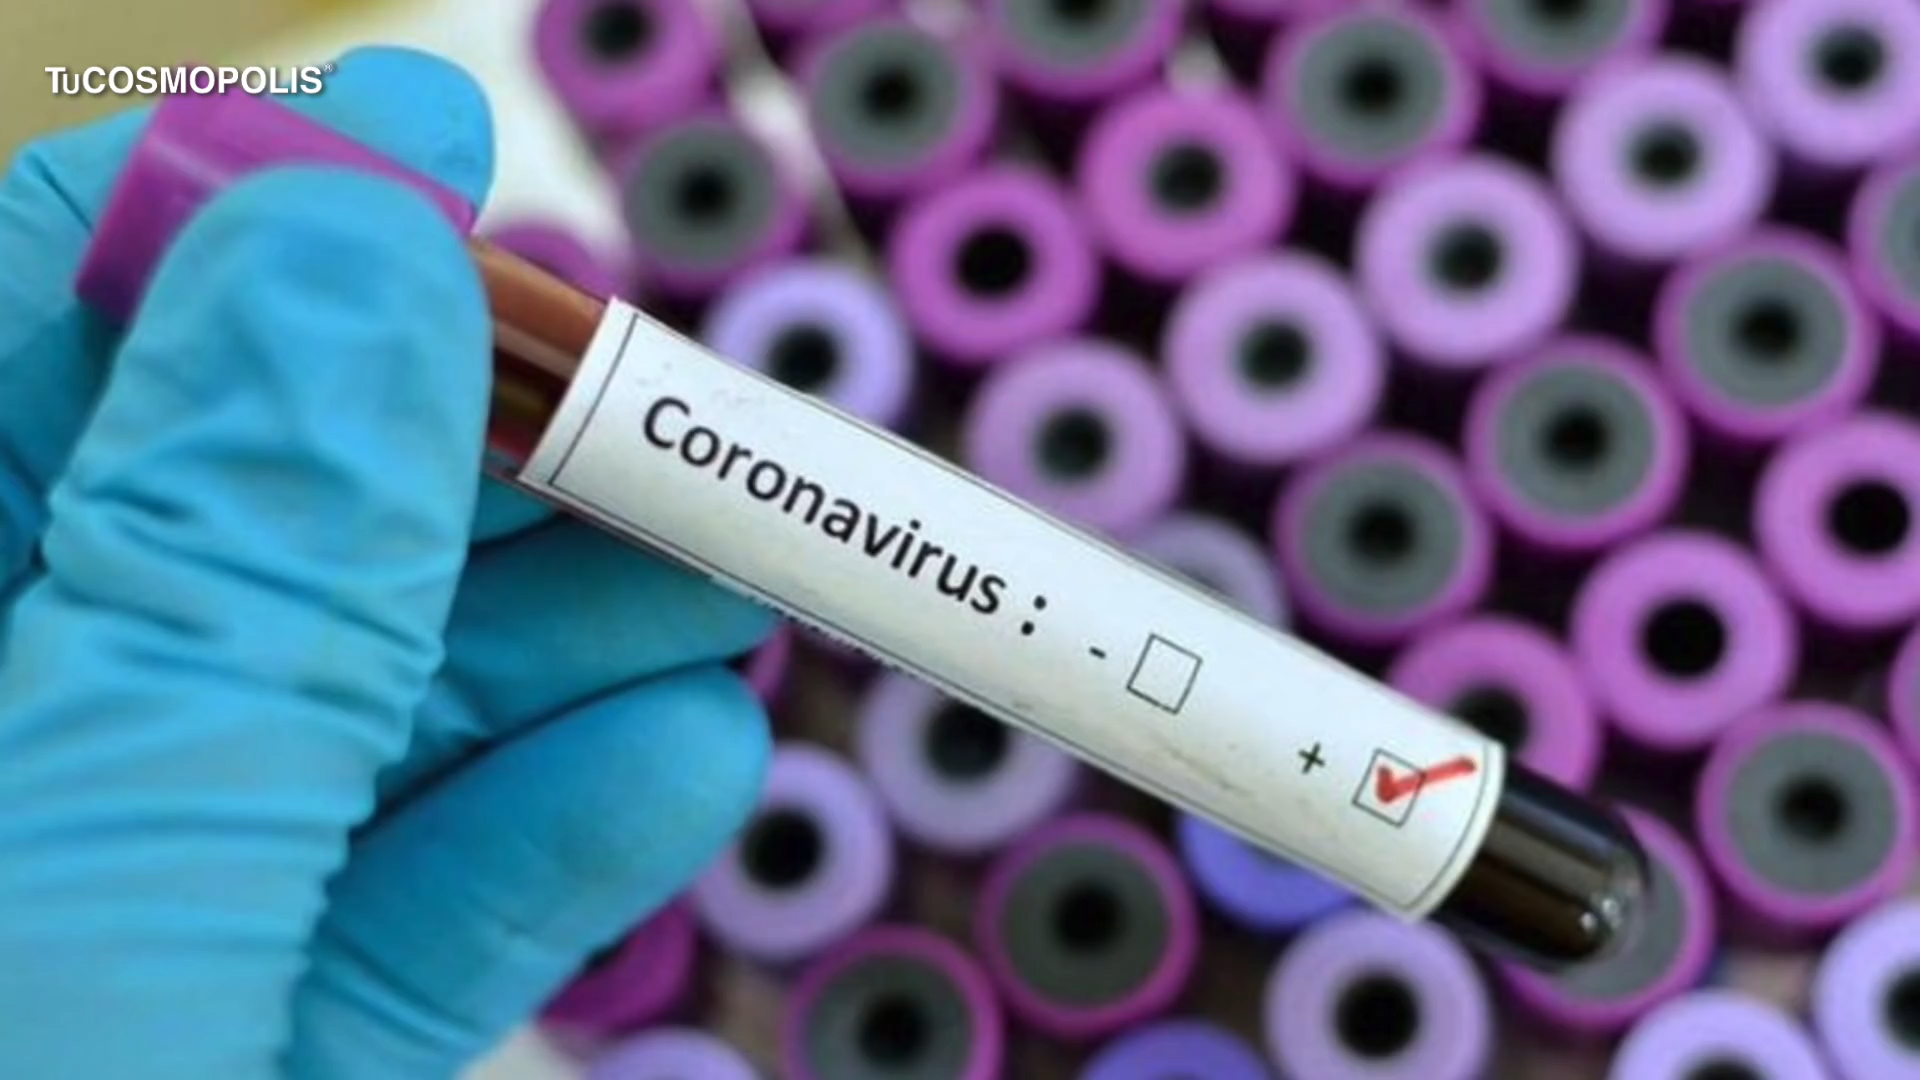 TuCOSMOPOLIS®
Coronavirus : - ☐ + ☑